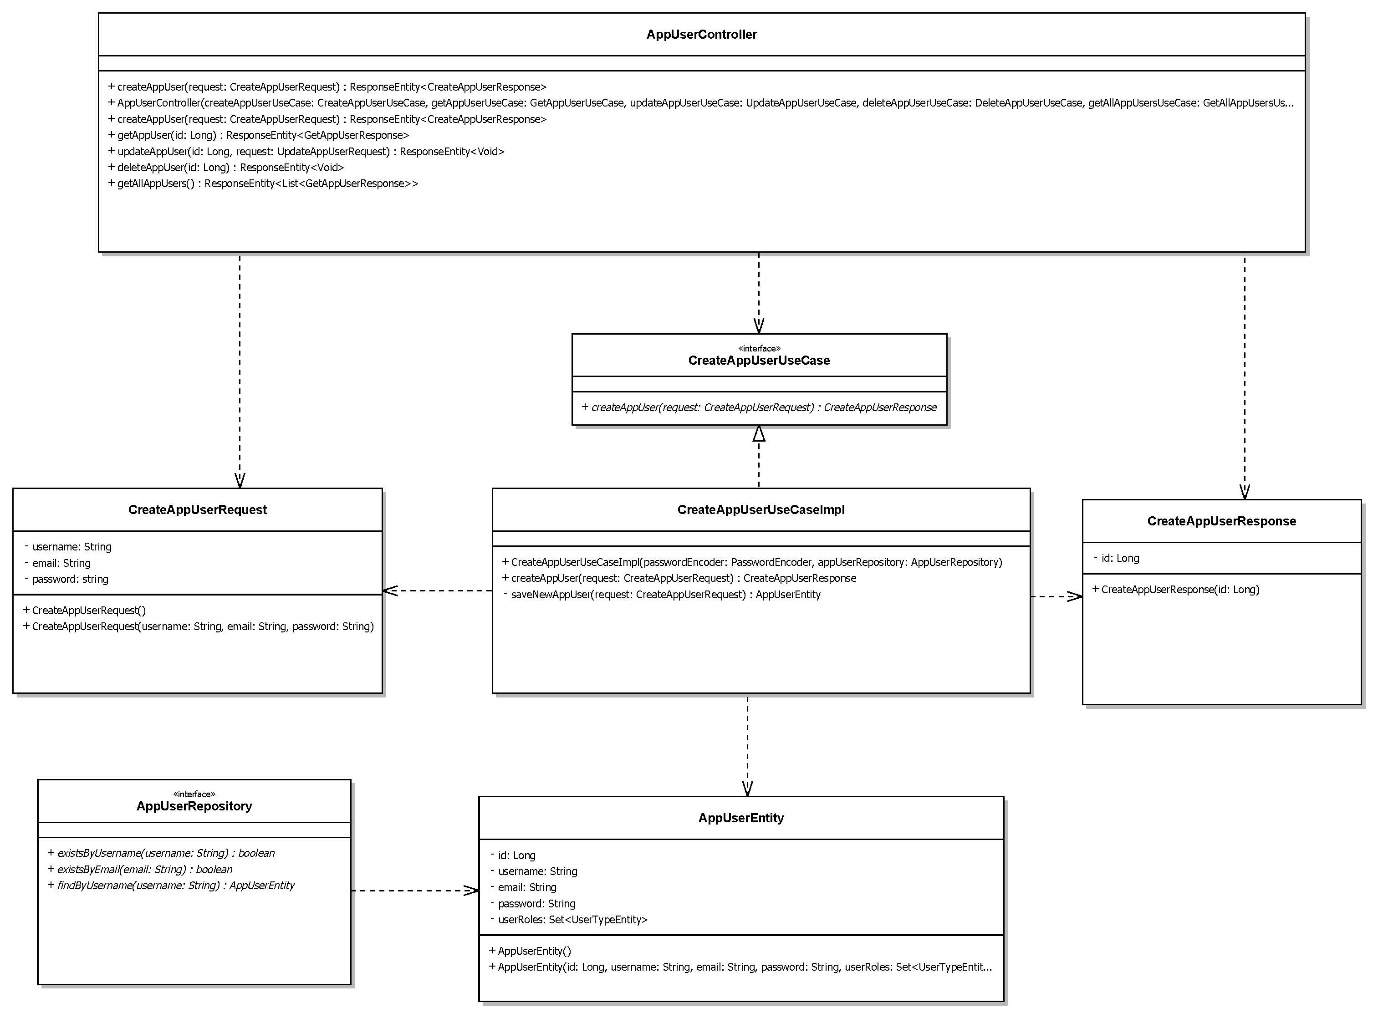 AppUserController
+ createAppUser(request: CreateAppUserRequest) : ResponseEntity<CreateAppUserResponse>
+ AppUserController(createAppUserUseCase: CreateAppUserUseCase, getAppUserUseCase: GetAppUserUseCase, updateAppUserUseCase: UpdateAppUserUseCase, deleteAppUserUseCase: DeleteAppUserUseCase, getAllAppUsersUseCase: GetAllAppUsersUs...
+ createAppUser(request: CreateAppUserRequest) : ResponseEntity<CreateAppUserResponse>
+ getAppUser(id: Long) : ResponseEntity<GetAppUserResponse>
+ updateAppUser(id: Long, request: UpdateAppUserRequest) : ResponseEntity<Void>
+ deleteAppUser(id: Long) : ResponseEntity<Void>
+ getAllAppUsers() : ResponseEntity<List<GetAppUserResponse>>
«interface»
CreateAppUserUseCase
+ createAppUser(request: CreateAppUserRequest) : CreateAppUserResponse
CreateAppUserRequest
- username: String
- email: String
- password: string
+ CreateAppUserRequest()
+ CreateAppUserRequest(username: String, email: String, password: String)
CreateAppUserUseCaseImpl
+ CreateAppUserUseCaseImpl(passwordEncoder: PasswordEncoder, appUserRepository: AppUserRepository)
+ createAppUser(request: CreateAppUserRequest) : CreateAppUserResponse
- saveNewAppUser(request: CreateAppUserRequest) : AppUserEntity
CreateAppUserResponse
- id: Long
+ CreateAppUserResponse(id: Long)
«interface»
AppUserRepository
+ existsByUsername(username: String) : boolean
+ existsByEmail(email: String) : boolean
+ findByUsername(username: String) : AppUserEntity
AppUserEntity
- id: Long
- username: String
- email: String
- password: String
- userRoles: Set<UserTypeEntity>
+ AppUserEntity()
+ AppUserEntity(id: Long, username: String, email: String, password: String, userRoles: Set<UserTypeEntit...